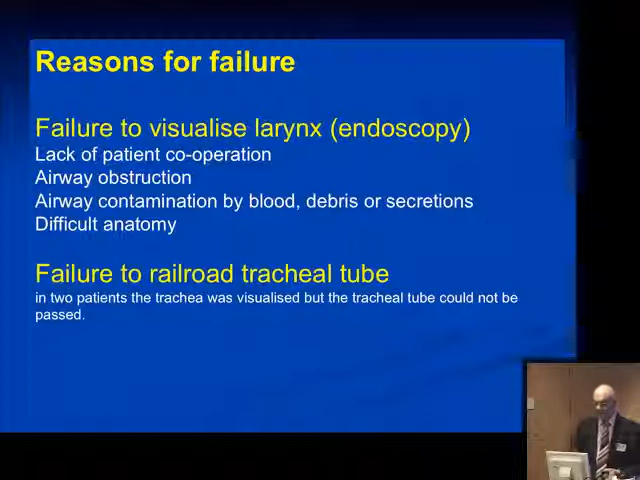 Reasons for failure
Failure to visualise larynx (endoscopy)
Lack of patient co-operation
Airway obstruction
Airway contamination by blood, debris or secretions
Difficult anatomy
Failure to railroad tracheal tube
in two patients the trachea was visualised but the tracheal tube could not be
passed.